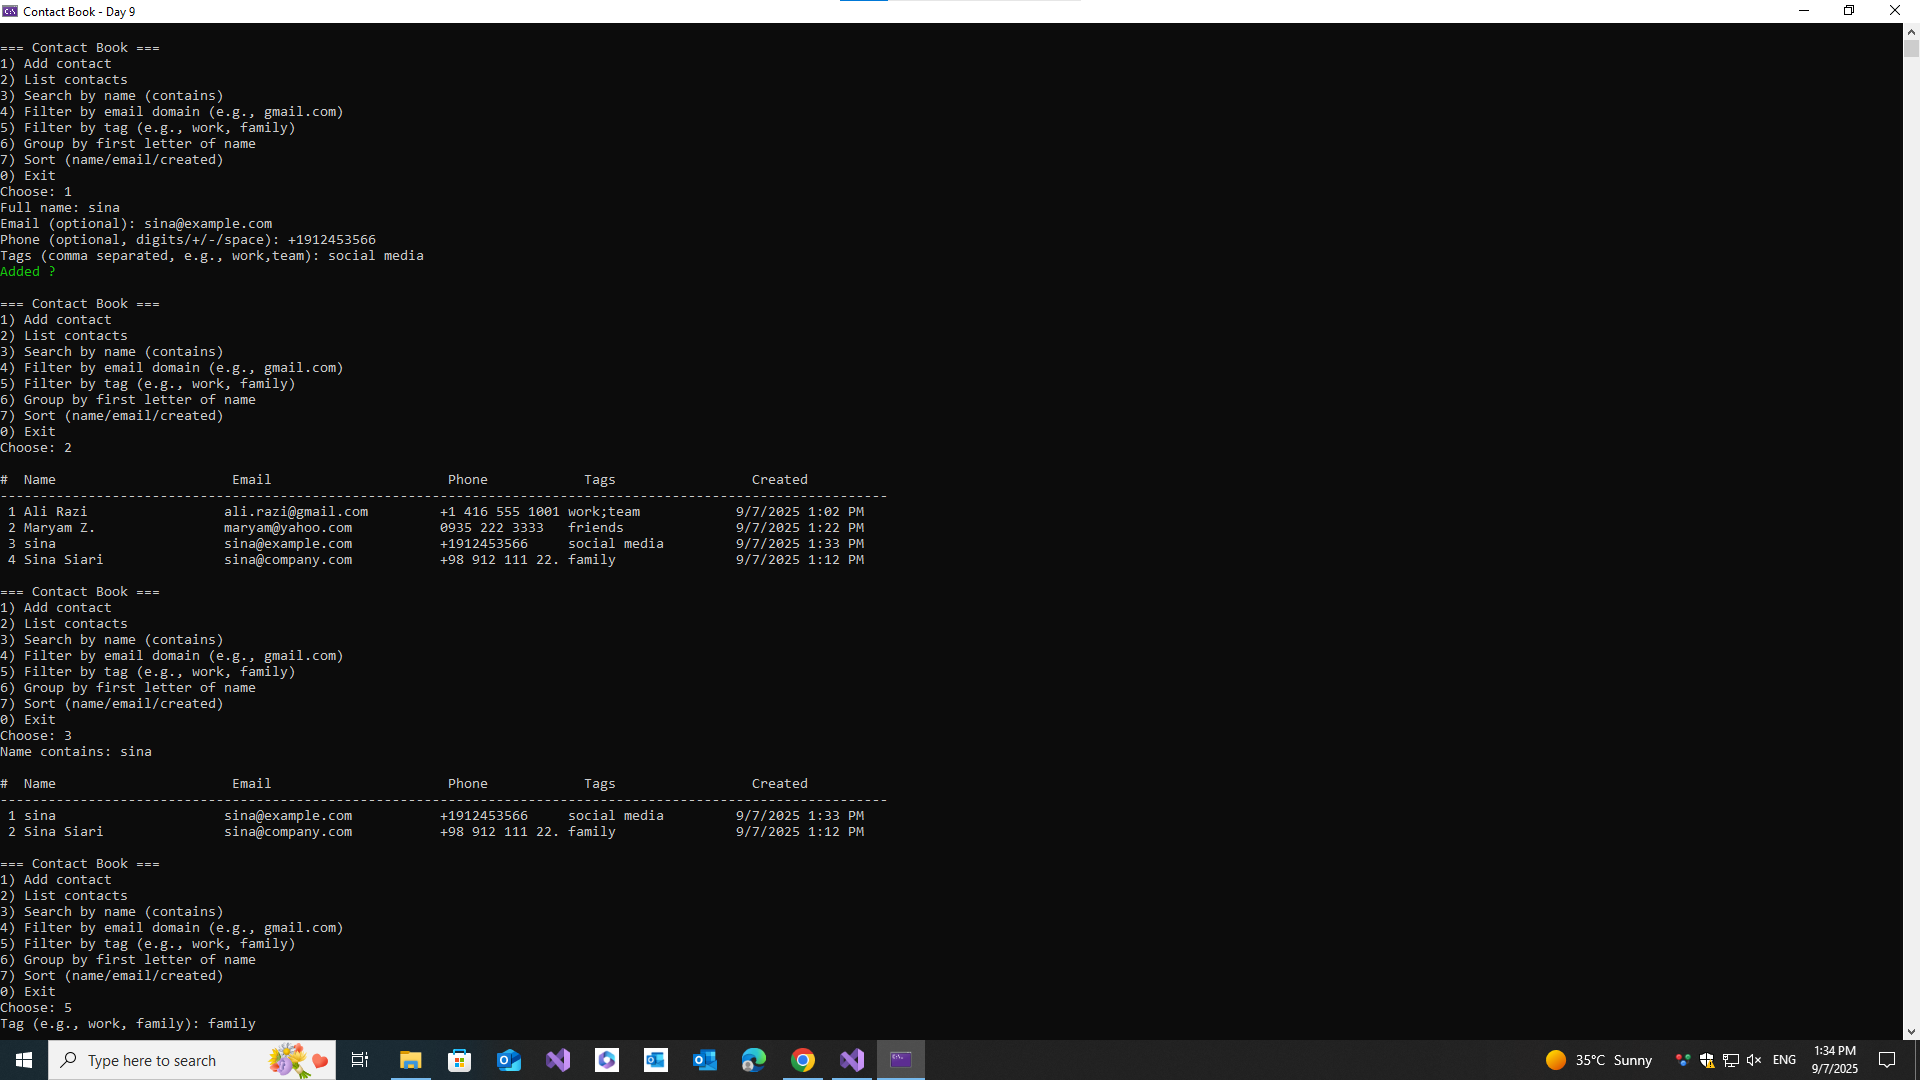 Contact Book - Day 9
=== Contact Book ===
1) Add contact
2) List contacts
3) Search by name (contains)
4) Filter by email domain (e.g., gmail.com)
5) Filter by tag (e.g., work, family)
6) Group by first letter of name
7) Sort (name/email/created)
0) Exit
Choose: 1
Full name: sina
Email (optional): sina@example.com
Phone (optional, digits/+/-/space): +1912453566
Tags (comma separated, e.g., work,team): social media
Added ?
=== Contact Book ===
1) Add contact
2) List contacts
3) Search by name (contains)
4) Filter by email domain (e.g., gmail.com)
5) Filter by tag (e.g., work, family)
6) Group by first letter of name
7) Sort (name/email/created)
0) Exit
Choose: 2
#  Name                      Email                      Phone            Tags                 Created
---------------------------------------------------------------------------------------------------------------
 1 Ali Razi                 ali.razi@gmail.com         +1 416 555 1001 work;team            9/7/2025 1:02 PM
 2 Maryam Z.                maryam@yahoo.com           0935 222 3333   friends              9/7/2025 1:22 PM
 3 sina                     sina@example.com           +1912453566     social media         9/7/2025 1:33 PM
 4 Sina Siari               sina@company.com           +98 912 111 22. family               9/7/2025 1:12 PM
=== Contact Book ===
1) Add contact
2) List contacts
3) Search by name (contains)
4) Filter by email domain (e.g., gmail.com)
5) Filter by tag (e.g., work, family)
6) Group by first letter of name
7) Sort (name/email/created)
0) Exit
Choose: 3
Name contains: sina
#  Name                      Email                      Phone            Tags                 Created
---------------------------------------------------------------------------------------------------------------
 1 sina                     sina@example.com           +1912453566     social media         9/7/2025 1:33 PM
 2 Sina Siari               sina@company.com           +98 912 111 22. family               9/7/2025 1:12 PM
=== Contact Book ===
1) Add contact
2) List contacts
3) Search by name (contains)
4) Filter by email domain (e.g., gmail.com)
5) Filter by tag (e.g., work, family)
6) Group by first letter of name
7) Sort (name/email/created)
0) Exit
Choose: 5
Tag (e.g., work, family): family
Type here to search
35°C Sunny
ENG
1:34 PM
9/7/2025